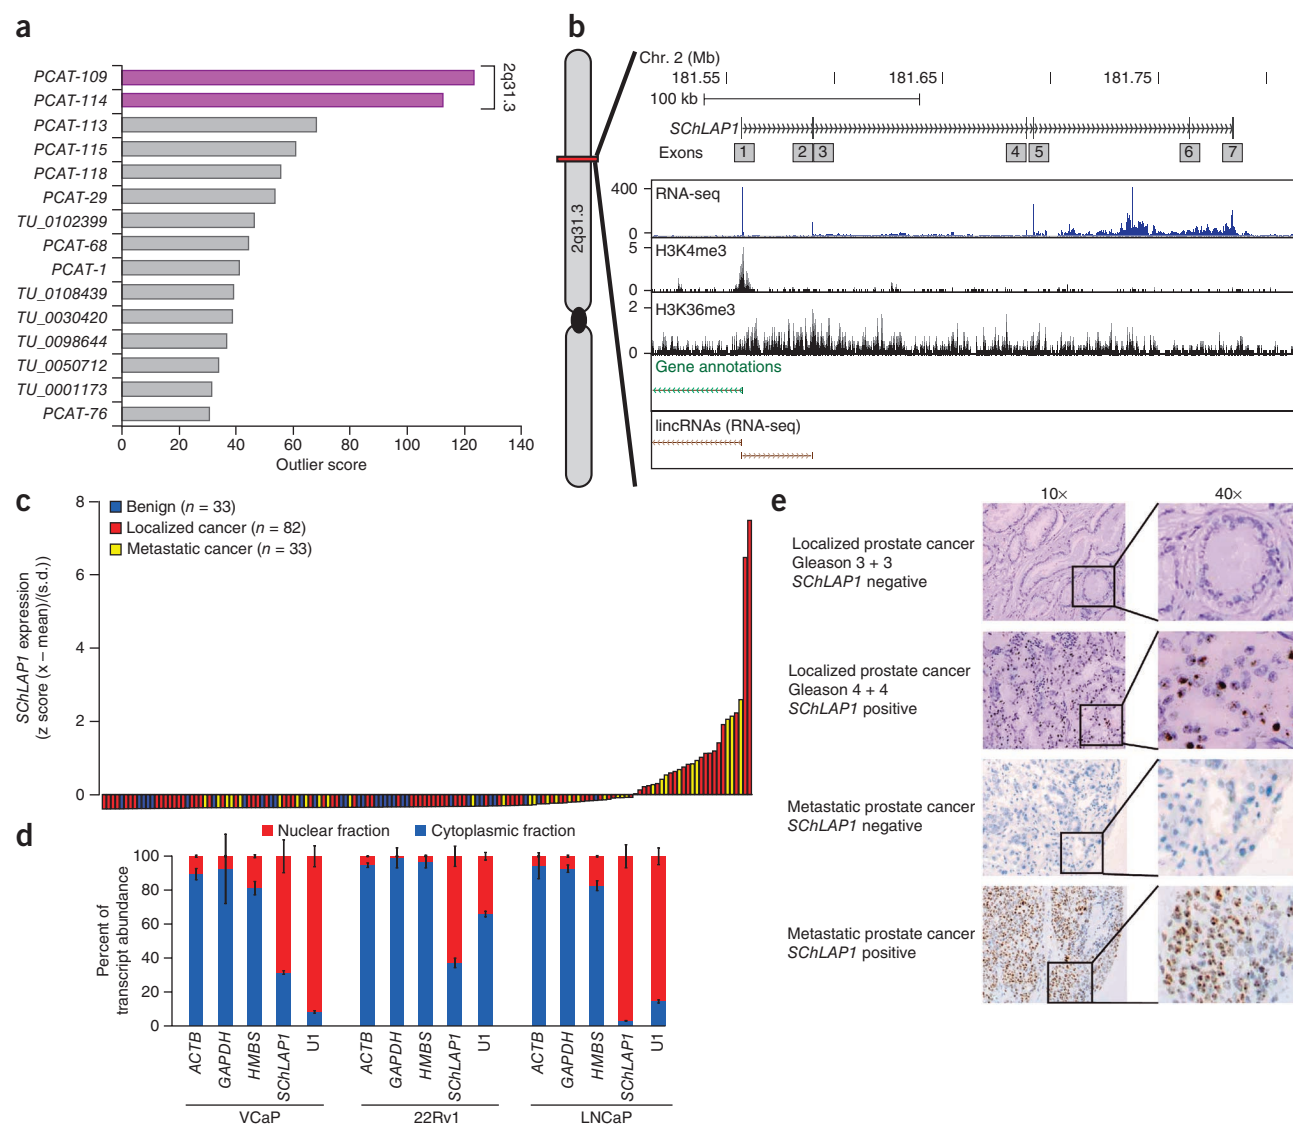 a
PCAT-109
PCAT-114
PCAT-113
PCAT-115
PCAT-118
PCAT-29
TU_0102399
PCAT-68
PCAT-1
TU_0108439
TU_0030420
TU_0098644
TU_0050712
TU_0001173
PCAT-76
2q31.3
0 20 40 60 80 100 120 140
Outlier score
b
Chr. 2 (Mb)
181.55 181.65 181.75
100 kb
SChLAP1
Exons 1 2 3 4 5 6 7
2q31.3
400
0
RNA-seq
5
0
H3K4me3
2
0
H3K36me3
Gene annotations
lincRNAs (RNA-seq)
c
SChLAP1 expression
(z score (x – mean)/(s.d.))
8
6
4
2
0
Benign (n = 33)
Localized cancer (n = 82)
Metastatic cancer (n = 33)
d
Nuclear fraction Cytoplasmic fraction
Percent of
transcript abundance
100
80
60
40
20
0
ACTB GAPDH HMBS SChLAP1 U1
ACTB GAPDH HMBS SChLAP1 U1
ACTB GAPDH HMBS SChLAP1 U1
VCaP 22Rv1 LNCaP
e
10× 40×
Localized prostate cancer
Gleason 3 + 3
SChLAP1 negative
Localized prostate cancer
Gleason 4 + 4
SChLAP1 positive
Metastatic prostate cancer
SChLAP1 negative
Metastatic prostate cancer
SChLAP1 positive